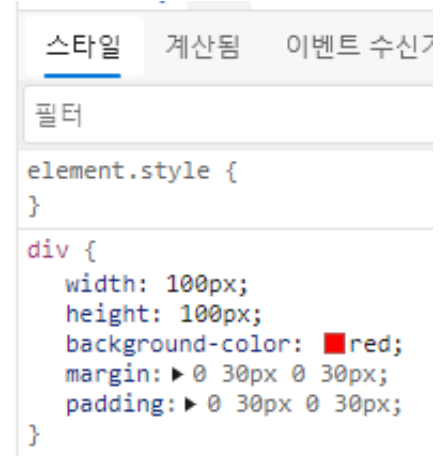 스타일 계산됨 이벤트 수신기
필터
element.style {
}
div {
width: 100px;
height: 100px;
background-color: red;
margin: ▶ 0 30px 0 30px;
padding: ▶ 0 30px 0 30px;
}